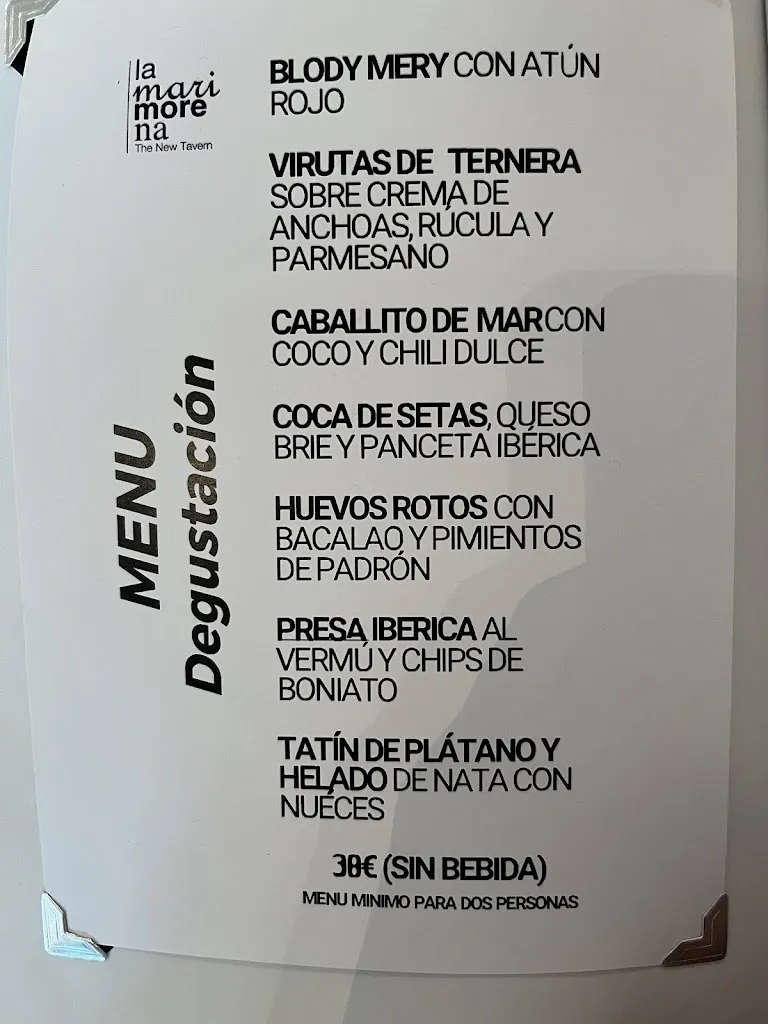 la
mari
more
na
The New Tavern
MENU
Degustación
BLODY MERY CON ATÚN
ROJO
VIRUTAS DE TERNERA
SOBRE CREMA DE
ANCHOAS, RÚCULA Y
PARMESANO
CABALLITO DE MAR CON
COCO Y CHILI DULCE
COCA DE SETAS, QUESO
BRIE Y PANCETA IBÉRICA
HUEVOS ROTOS CON
BACALAO Y PIMIENTOS
DE PADRÓN
PRESA IBERICA AL
VERMÚ Y CHIPS DE
BONIATO
TATÍN DE PLÁTANO Y
HELADO DE NATA CON
NUÉCES
(SIN BEBIDA)
MENU MINIMO PARA DOS PERSONAS